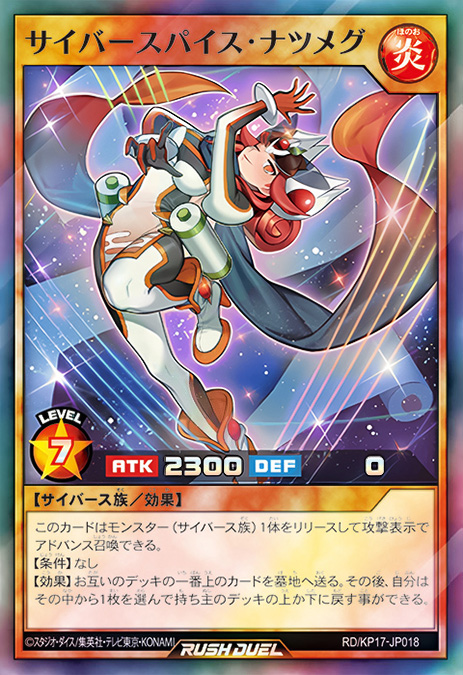 サイバースパイス・ナツメグ
ほのお
炎
LEVEL
7
ATK 2300 DEF 0
【サイバース族／効果】
このカードはモンスター（サイバース族）1体をリリースして攻撃表示で
アドバンス召喚できる。
【条件】なし
【効果】お互いのデッキの一番上のカードを墓地へ送る。その後、自分は
その中から1枚を選んで持ち主のデッキの上か下に戻す事ができる。
©スタジオ・ダイス/集英社・テレビ東京・KONAMI
RUSH DUEL
RD/KP17-JP018